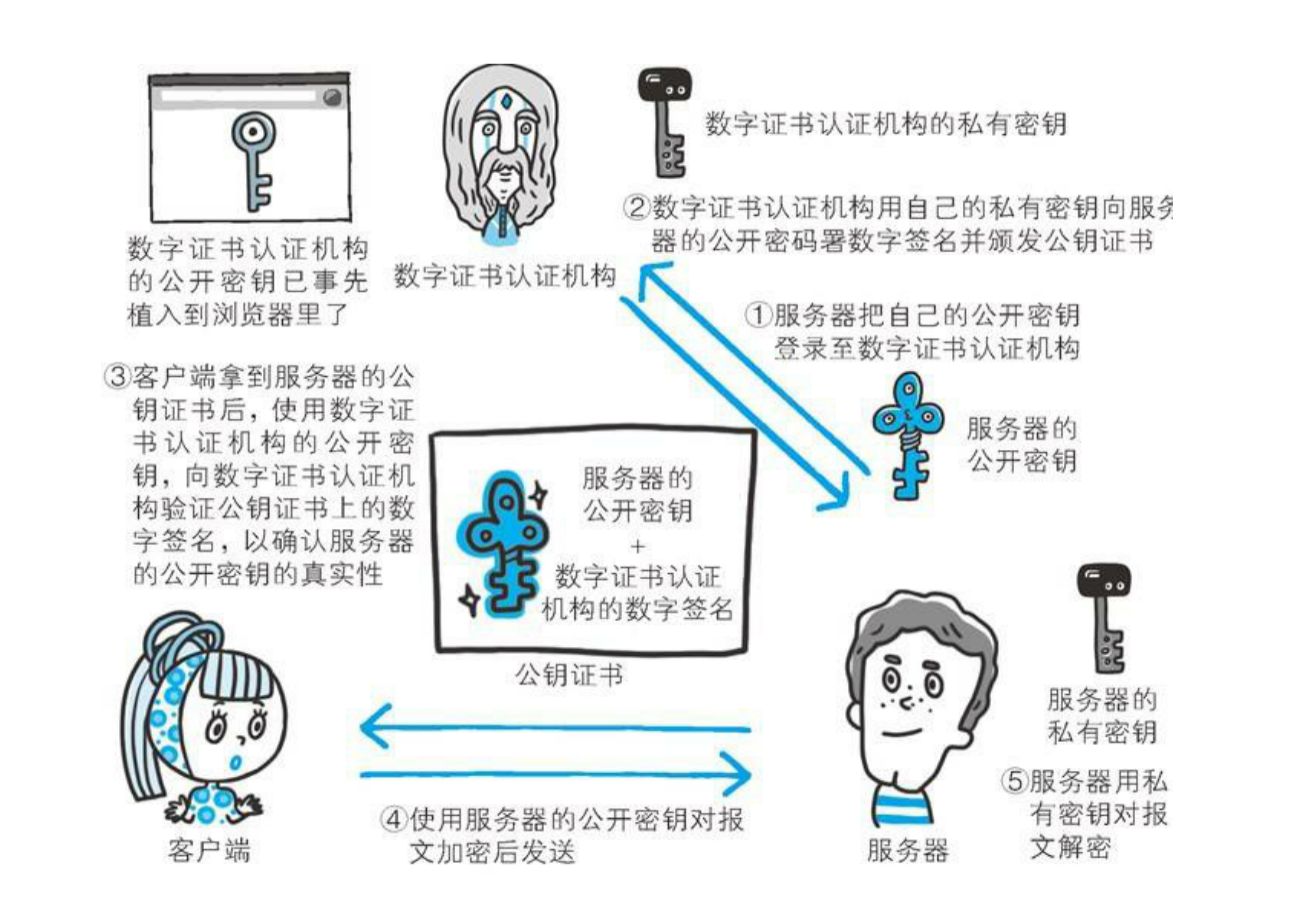 数字证书认证机构的私有密钥
②数字证书认证机构用自己的私有密钥向服务
器的公开密码署数字签名并颁发公钥证书
数字证书认证机构
的公开密钥已事先
植入到浏览器里了
数字证书认证机构
①服务器把自己的公开密钥
登录至数字证书认证机构
③客户端拿到服务器的公
钥证书后，使用数字证
书认证机构的公开密
钥，向数字证书认证机
构验证公钥证书上的数
字签名，以确认服务器
的公开密钥的真实性
服务器的
公开密钥
服务器的
公开密钥
+
数字证书认证
机构的数字签名
公钥证书
服务器的
私有密钥
④使用服务器的公开密钥对报
文加密后发送
⑤服务器用私
有密钥对报
文解密
客户端
服务器